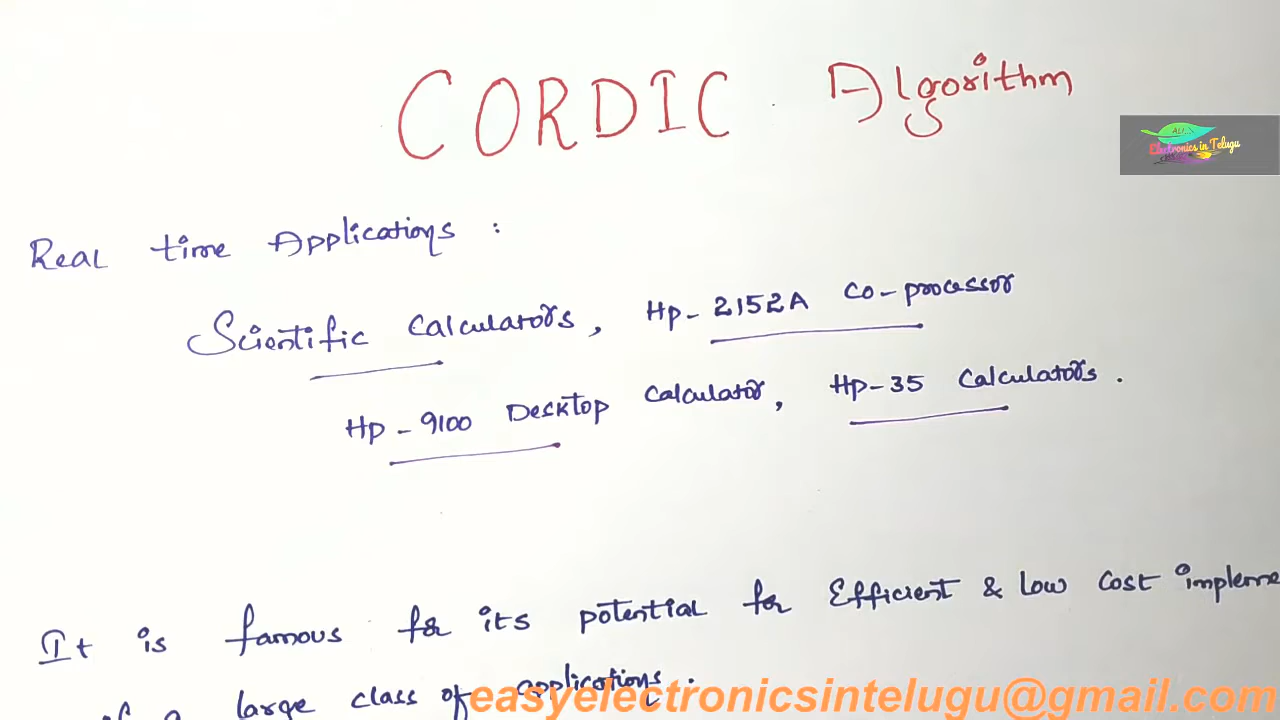 CORDIC Algorithm
Electronics in Telugu
Real time Applications :
Scientific Calculators, Hp-2152A Co-processor
Hp-9100 Desktop Calculator, Hp-35 Calculators.
It is famous for its potential for Efficient & low cost impleme
of a large class of applications.
easyelectronicsintelugu@gmail.com